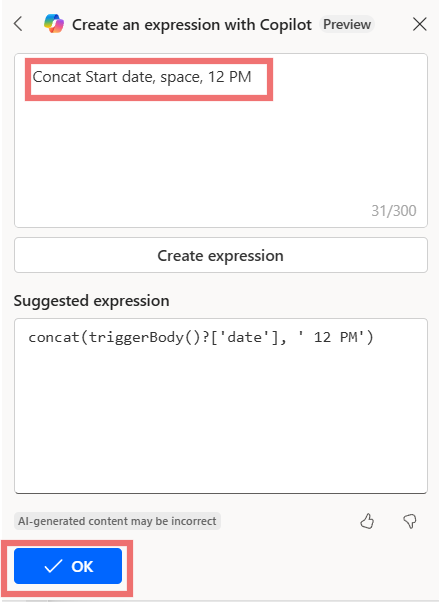 Create an expression with Copilot Preview
Concat Start date, space, 12 PM
31/300
Create expression
Suggested expression
concat(triggerBody()?['date'], ' 12 PM')
AI-generated content may be incorrect
OK